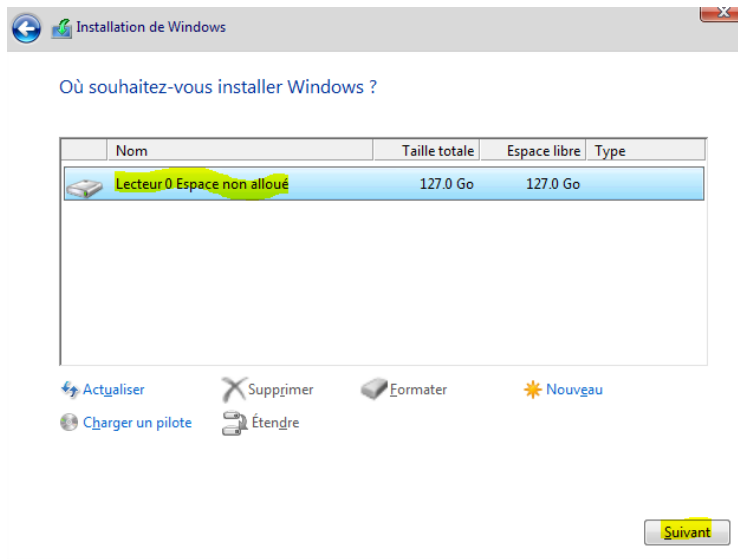 Installation de Windows
Où souhaitez-vous installer Windows ?
Nom Taille totale Espace libre Type
Lecteur 0 Espace non alloué 127.0 Go 127.0 Go
Actualiser Supprimer Formater Nouveau
Charger un pilote Étendre
Suivant